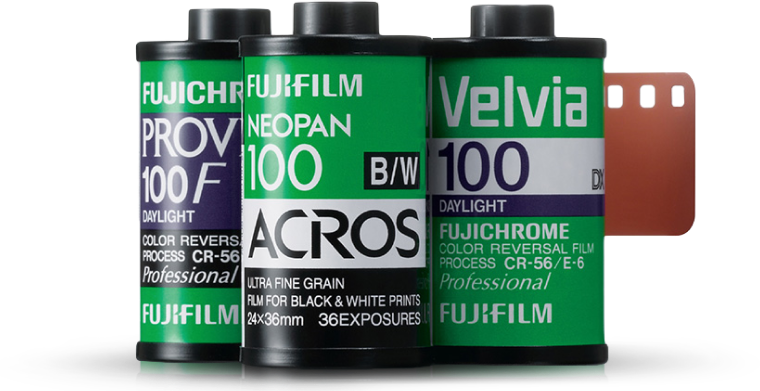 FUJICHR
PROV
100F
DAYLIGHT
COLOR REVERSA
PROCESS CR-56
Professional
FUJIFILM
FUJIFILM
NEOPAN
100
B/W
ACROS
ULTRA FINE GRAIN
FILM FOR BLACK & WHITE PRINTS
24×36mm 36EXPOSURES
Velvia
100
DX
DAYLIGHT
FUJICHROME
COLOR REVERSAL FILM
PROCESS CR-56/E-6
Professional
FUJIFILM